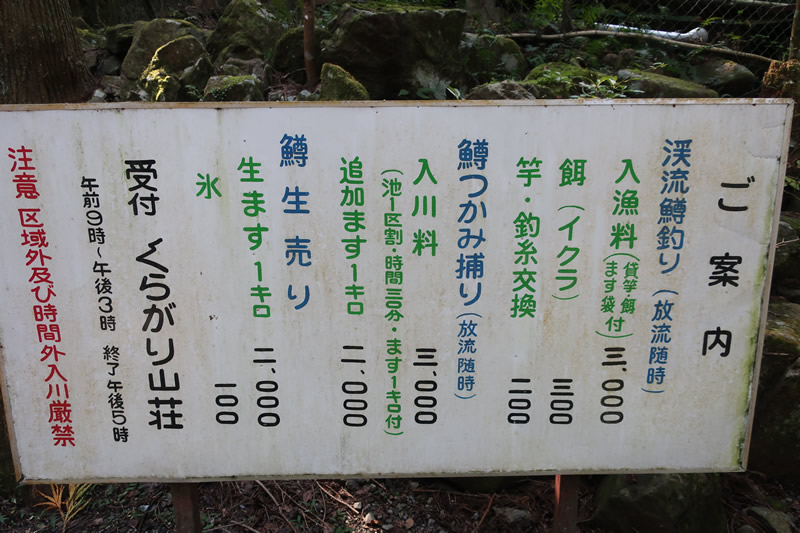 ご案内
渓流鱒釣り(放流随時)
入漁料(貸竿・餌ます袋付)三、〇〇〇
餌(イクラ)三〇〇
竿・釣糸交換二〇〇
鱒つかみ捕り(放流随時)
入川料三、〇〇〇
(池一区割・時間三〇分・ます1キロ付)
追加ます1キロ二、〇〇〇
鱒生売り
生ます1キロ二、〇〇〇
氷一〇〇
受付くらがり山荘
午前9時〜午後3時 終了午後5時
注意 区域外及び時間外入川厳禁